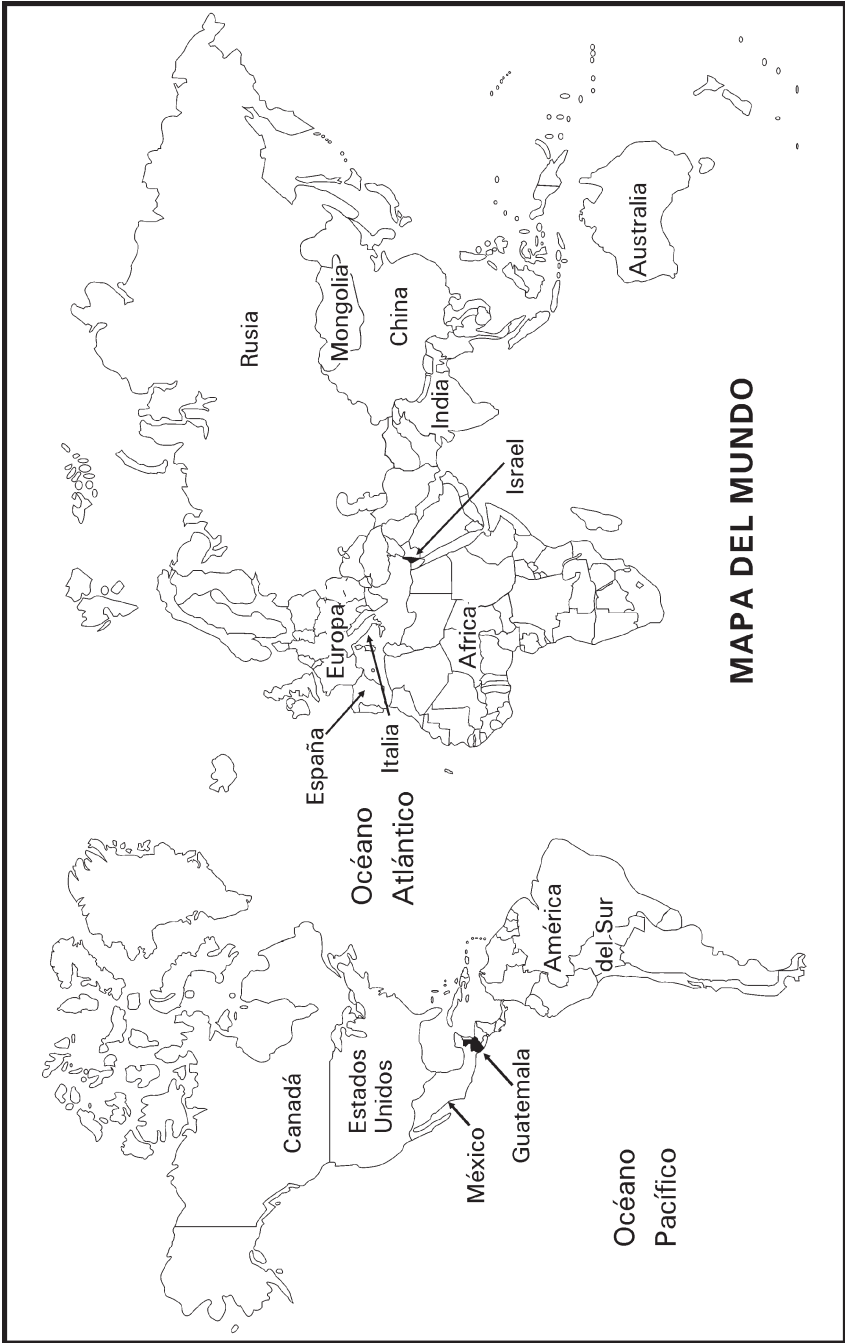 MAPA DEL MUNDO
Canadá
Estados
Unidos
México
Guatemala
Océano
Pacífico
América
del Sur
Océano
Atlántico
España
Italia
Europa
Africa
Israel
Rusia
Mongolia
China
India
Australia